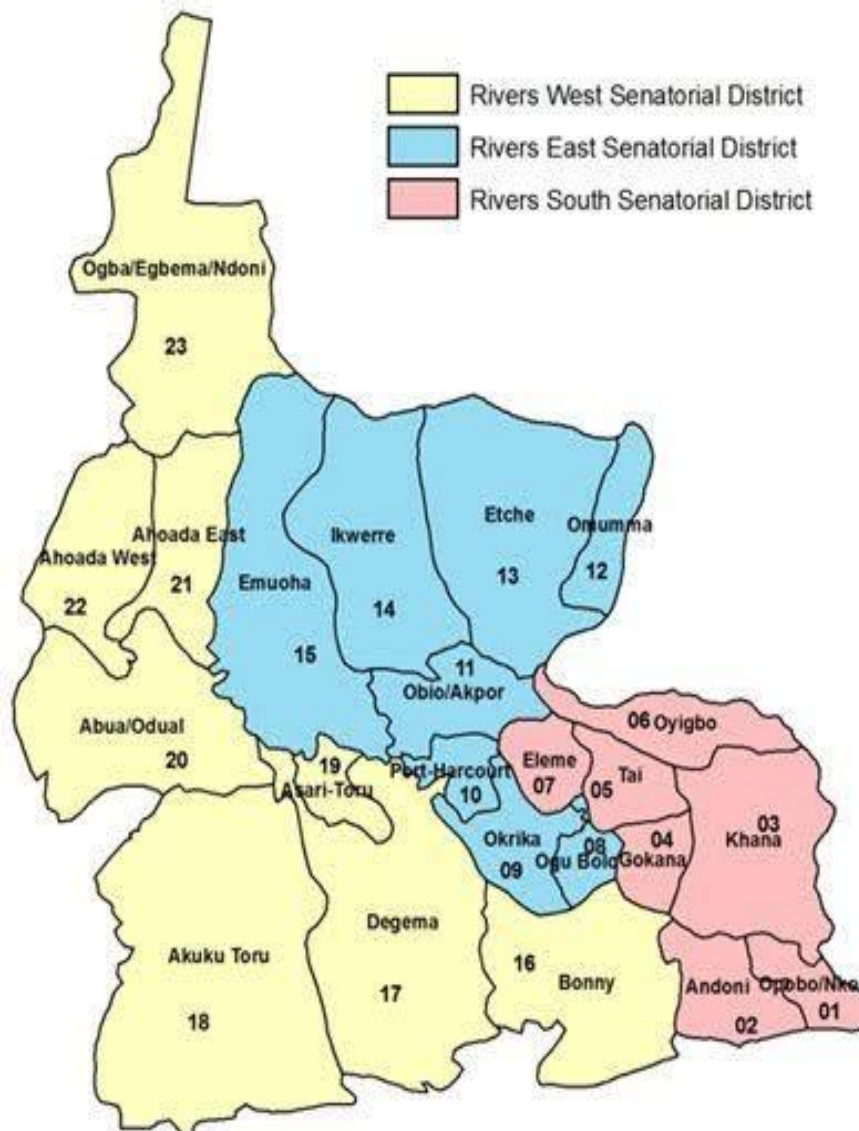 Rivers West Senatorial District
Rivers East Senatorial District
Rivers South Senatorial District
Ogba/Egbema/Ndoni
23
Ahoada East
21
Ahoada West
22
Emuoha
15
Ikwerre
14
Etche
13
Omumma
12
11
Obio/Akpor
Abua/Odual
20
19
Asari-Toru
Port-Harcourt
10
Eleme
07
06 Oyigbo
Tai
05
04
Gokana
03
Khana
Okrika
09
08
Ogu Bolo
Akuku Toru
18
Degema
17
16
Bonny
Andoni
02
Opobo/Nko
01